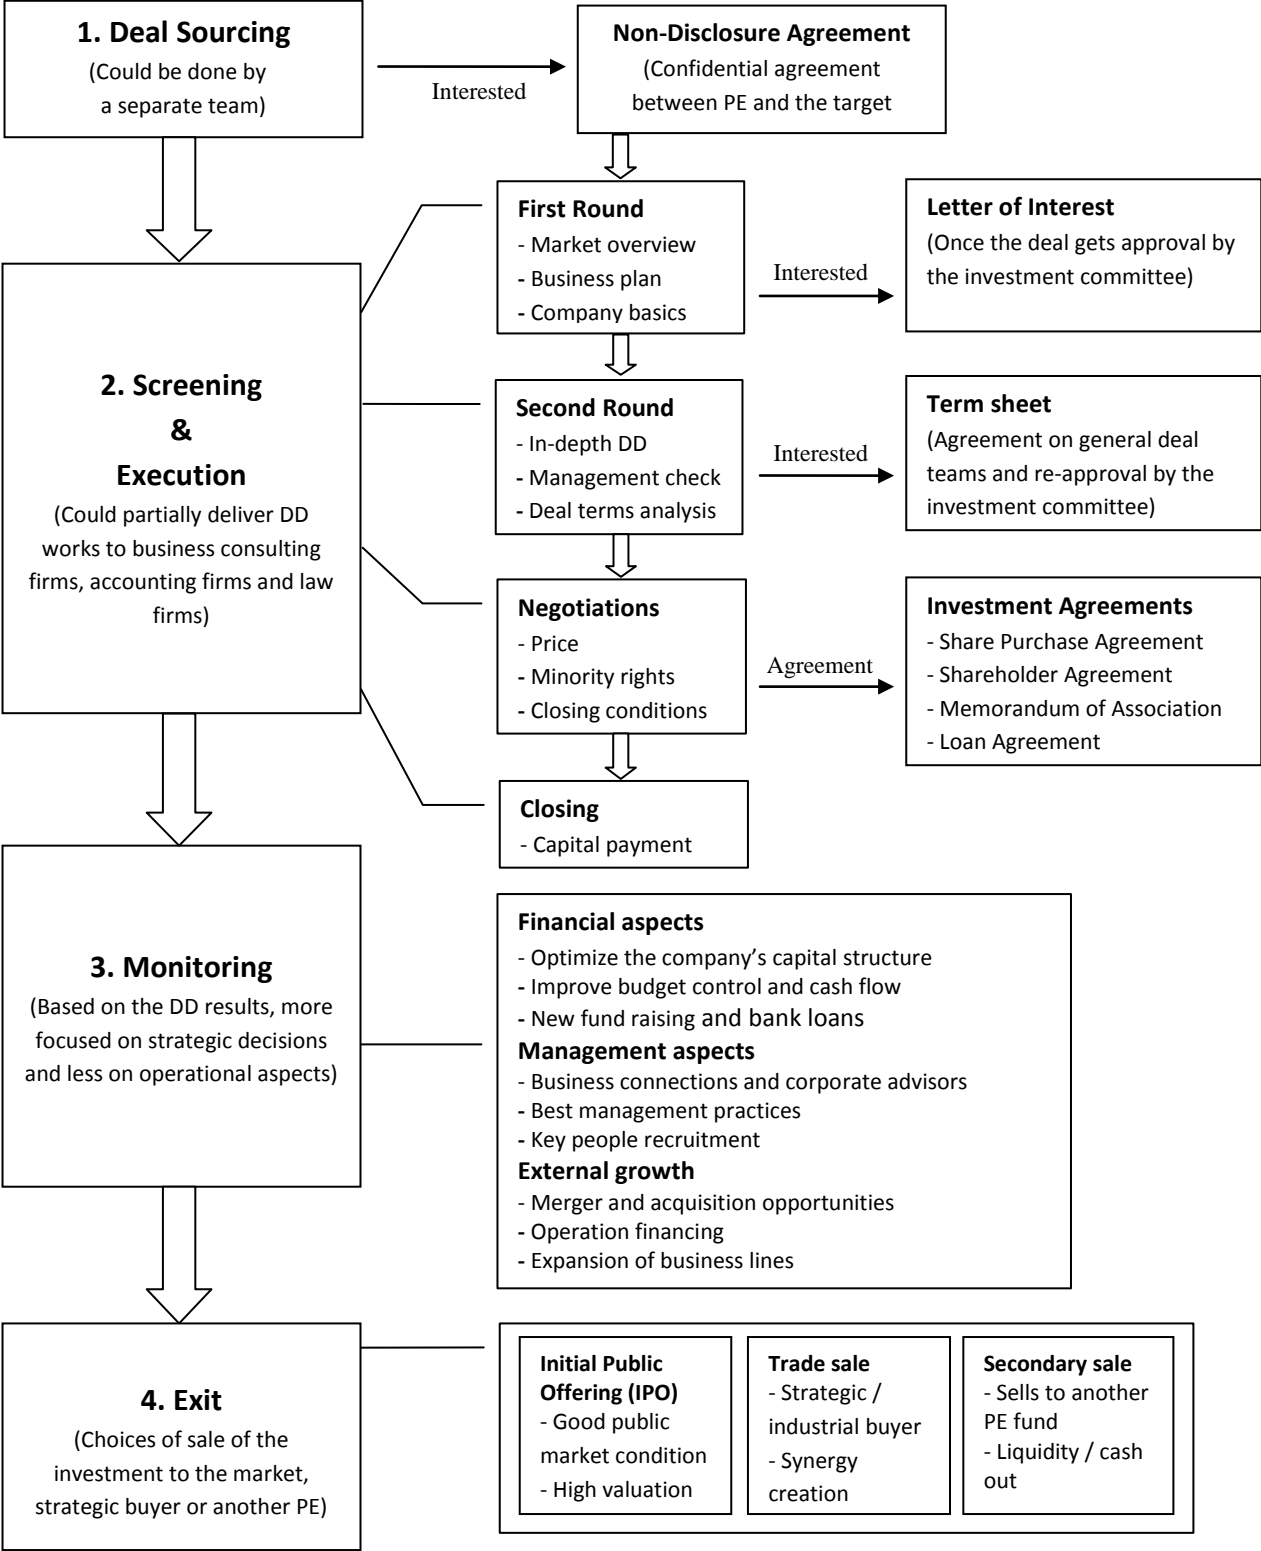 1. Deal Sourcing
(Could be done by
a separate team)
Interested
Non-Disclosure Agreement
(Confidential agreement
between PE and the target
First Round
- Market overview
- Business plan
- Company basics
Interested
Letter of Interest
(Once the deal gets approval by
the investment committee)
2. Screening
&
Execution
(Could partially deliver DD
works to business consulting
firms, accounting firms and law
firms)
Second Round
- In-depth DD
- Management check
- Deal terms analysis
Interested
Term sheet
(Agreement on general deal
teams and re-approval by the
investment committee)
Negotiations
- Price
- Minority rights
- Closing conditions
Agreement
Investment Agreements
- Share Purchase Agreement
- Shareholder Agreement
- Memorandum of Association
- Loan Agreement
Closing
- Capital payment
3. Monitoring
(Based on the DD results, more
focused on strategic decisions
and less on operational aspects)
Financial aspects
- Optimize the company’s capital structure
- Improve budget control and cash flow
- New fund raising and bank loans
Management aspects
- Business connections and corporate advisors
- Best management practices
- Key people recruitment
External growth
- Merger and acquisition opportunities
- Operation financing
- Expansion of business lines
4. Exit
(Choices of sale of the
investment to the market,
strategic buyer or another PE)
Initial Public
Offering (IPO)
- Good public
market condition
- High valuation
Trade sale
- Strategic /
industrial buyer
- Synergy
creation
Secondary sale
- Sells to another
PE fund
- Liquidity / cash
out